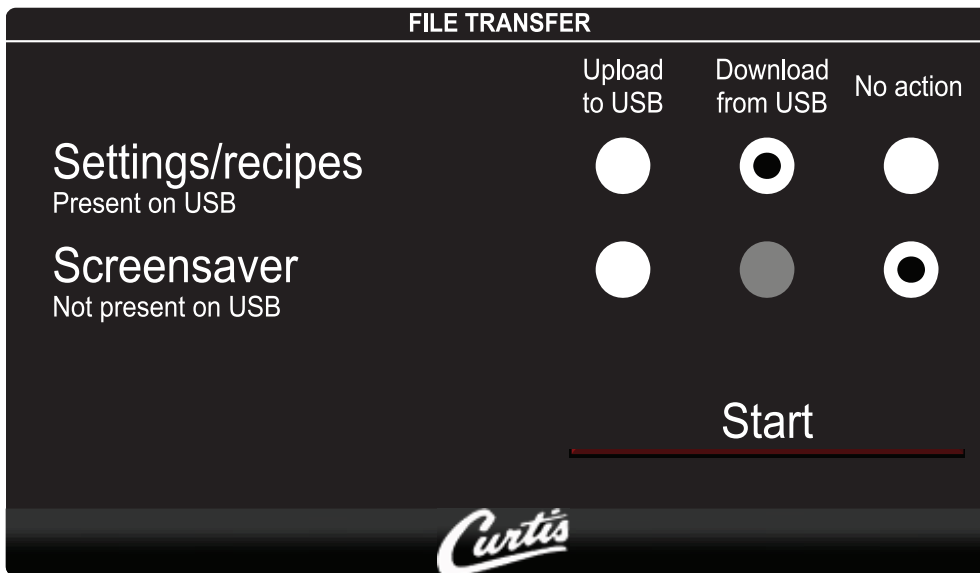 FILE TRANSFER
Upload
to USB
Download
from USB
No action
Settings/recipes
Present on USB
Screensaver
Not present on USB
Start
Curtis